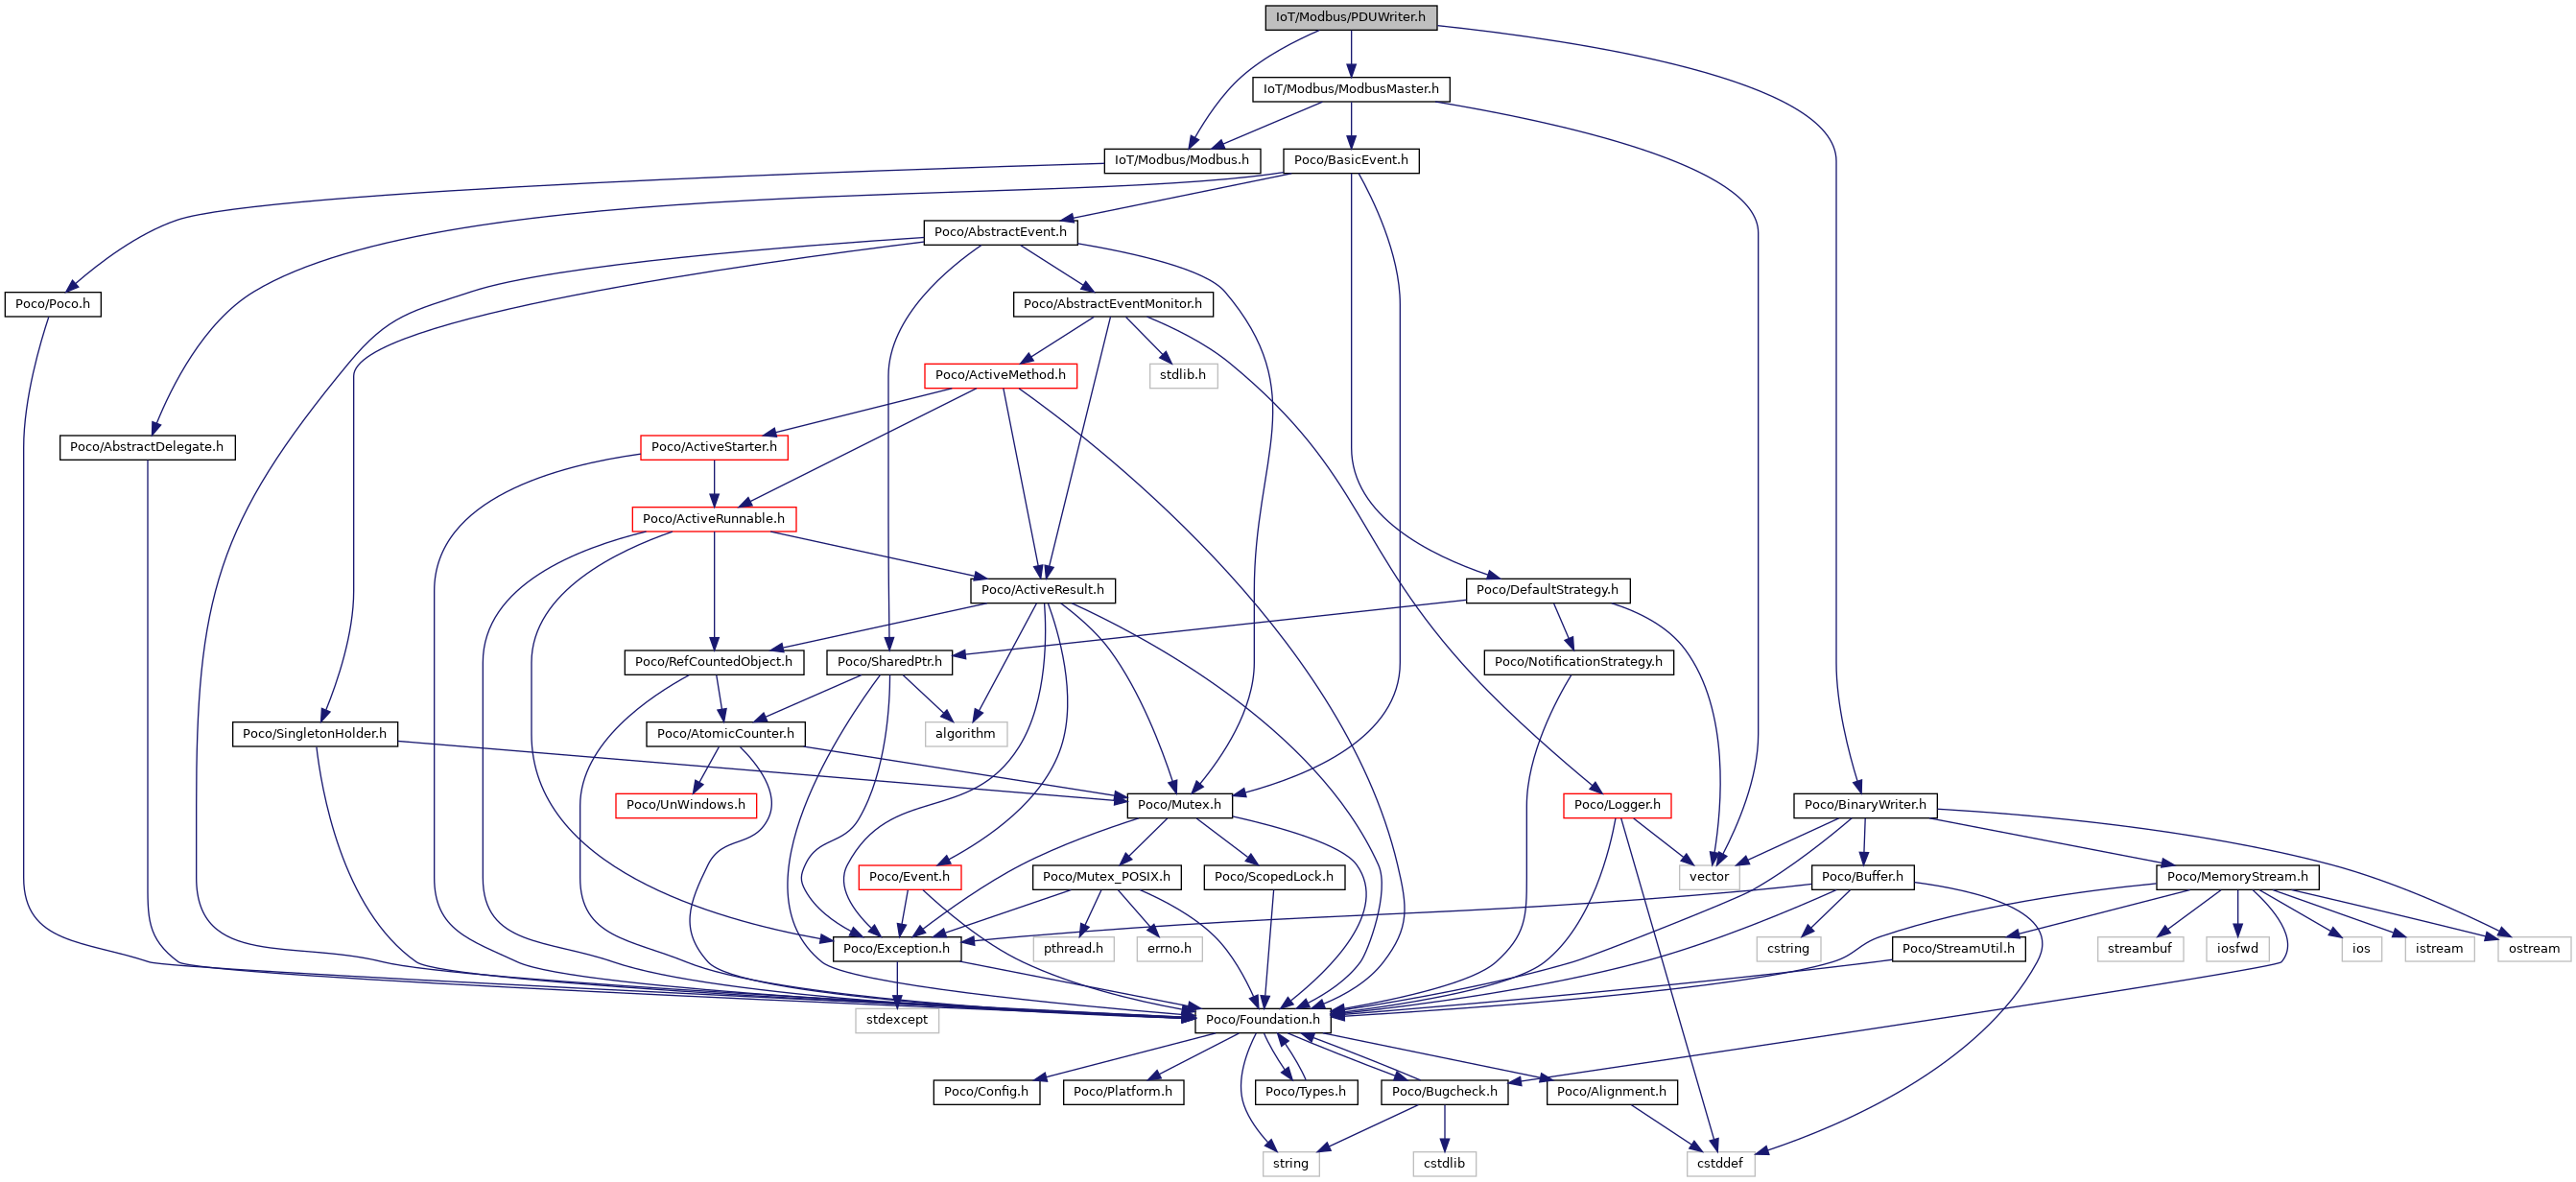 IoT/Modbus/PDUWriter.h
IoT/Modbus/ModbusMaster.h
IoT/Modbus/Modbus.h
Poco/BasicEvent.h
Poco/AbstractEvent.h
Poco/Poco.h
Poco/AbstractEventMonitor.h
Poco/ActiveMethod.h
stdlib.h
Poco/AbstractDelegate.h
Poco/ActiveStarter.h
Poco/ActiveRunnable.h
Poco/ActiveResult.h
Poco/DefaultStrategy.h
Poco/RefCountedObject.h
Poco/SharedPtr.h
Poco/NotificationStrategy.h
Poco/SingletonHolder.h
Poco/AtomicCounter.h
algorithm
Poco/UnWindows.h
Poco/Mutex.h
Poco/Logger.h
Poco/BinaryWriter.h
Poco/Event.h
Poco/Mutex_POSIX.h
Poco/ScopedLock.h
vector
Poco/Buffer.h
Poco/MemoryStream.h
Poco/Exception.h
pthread.h
errno.h
cstring
Poco/StreamUtil.h
streambuf
iosfwd
ios
istream
ostream
stdexcept
Poco/Foundation.h
Poco/Config.h
Poco/Platform.h
Poco/Types.h
Poco/Bugcheck.h
Poco/Alignment.h
string
cstdlib
cstddef